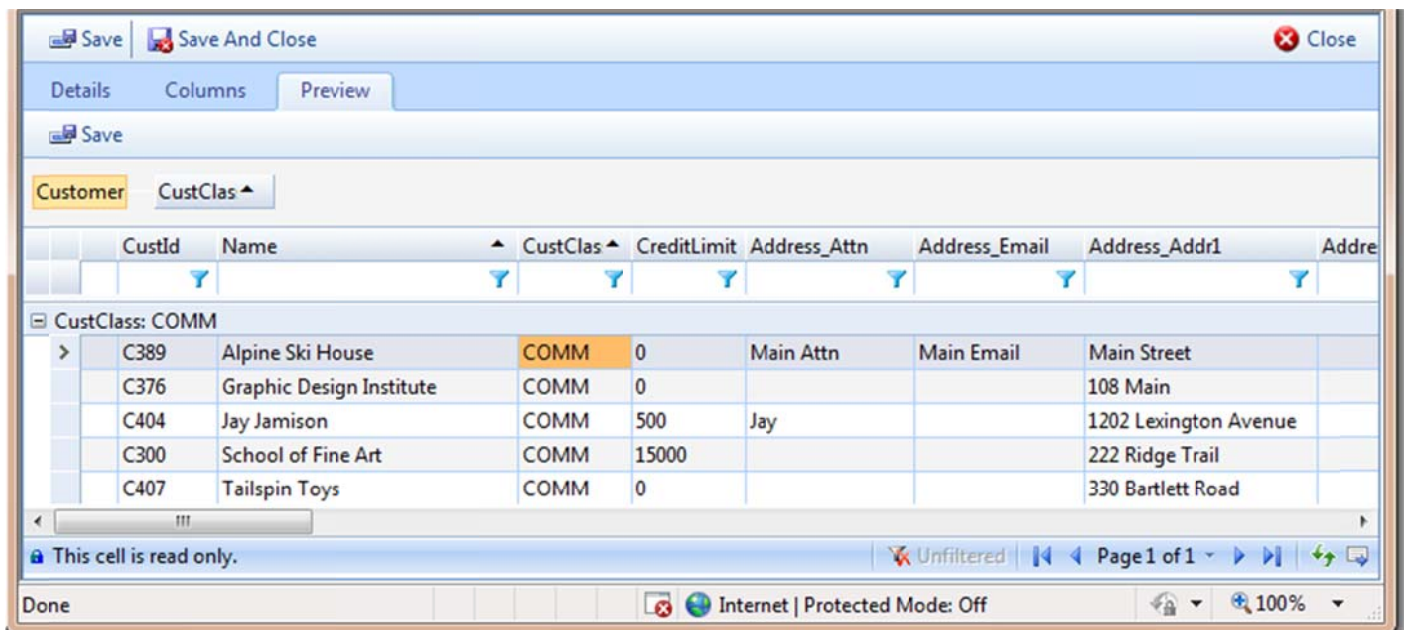 Save Save And Close Close
Details Columns Preview
Save
Customer CustClas
CustId Name CustClas CreditLimit Address_Attn Address_Email Address_Addr1 Addre
CustClass: COMM
C389 Alpine Ski House COMM 0 Main Attn Main Email Main Street
C376 Graphic Design Institute COMM 0 108 Main
C404 Jay Jamison COMM 500 Jay 1202 Lexington Avenue
C300 School of Fine Art COMM 15000 222 Ridge Trail
C407 Tailspin Toys COMM 0 330 Bartlett Road
This cell is read only. Unfiltered Page 1 of 1
Done Internet | Protected Mode: Off 100%